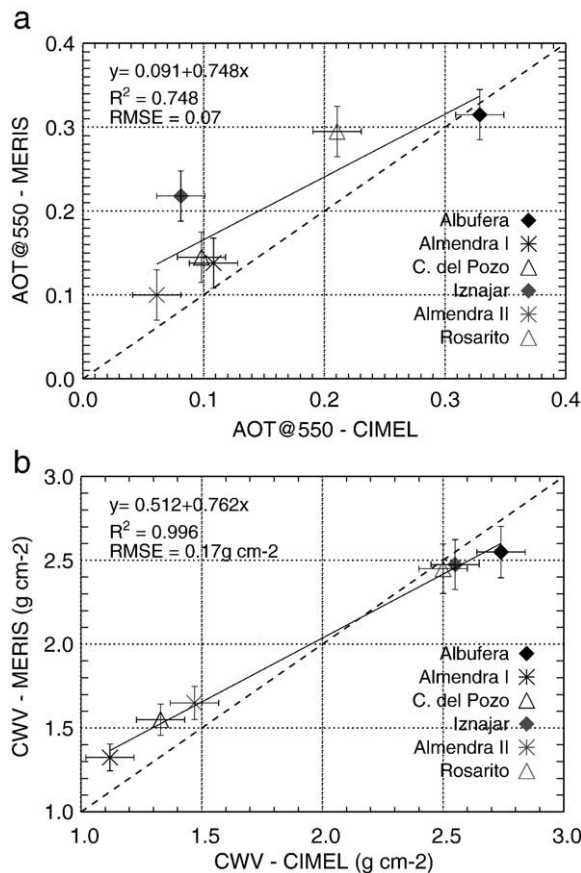 a
0.4
y= 0.091+0.748x
R² = 0.748
RMSE = 0.07
0.3
AOT@550 - MERIS
0.2
Albufera
Almendra I
0.1
C. del Pozo
Iznajar
Almendra II
Rosarito
0.0
0.0 0.1 0.2 0.3 0.4
AOT@550 - CIMEL
b
3.0
y= 0.512+0.762x
R² = 0.996
RMSE = 0.17g cm-2
2.5
CWV - MERIS (g cm-2)
2.0
Albufera
Almendra I
1.5
C. del Pozo
Iznajar
Almendra II
Rosarito
1.0
1.0 1.5 2.0 2.5 3.0
CWV - CIMEL (g cm-2)